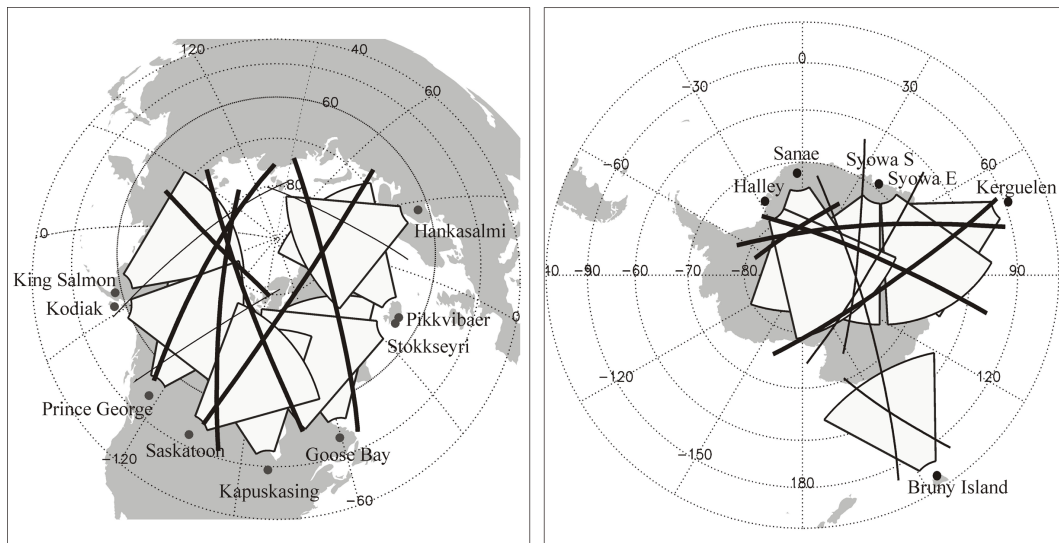 120
40
60
60
80
Hankasalmi
0
King Salmon
Kodiak
Pikkvibaer
0
Stokkseyri
Prince George
Saskatoon
Goose Bay
-120
Kapuskasing
-60
0
-30
30
Sanae
Syowa S
-60
60
Halley
Syowa E
Kerguelen
-90
-60
-70
-80
90
-120
120
-150
180
Bruny Island